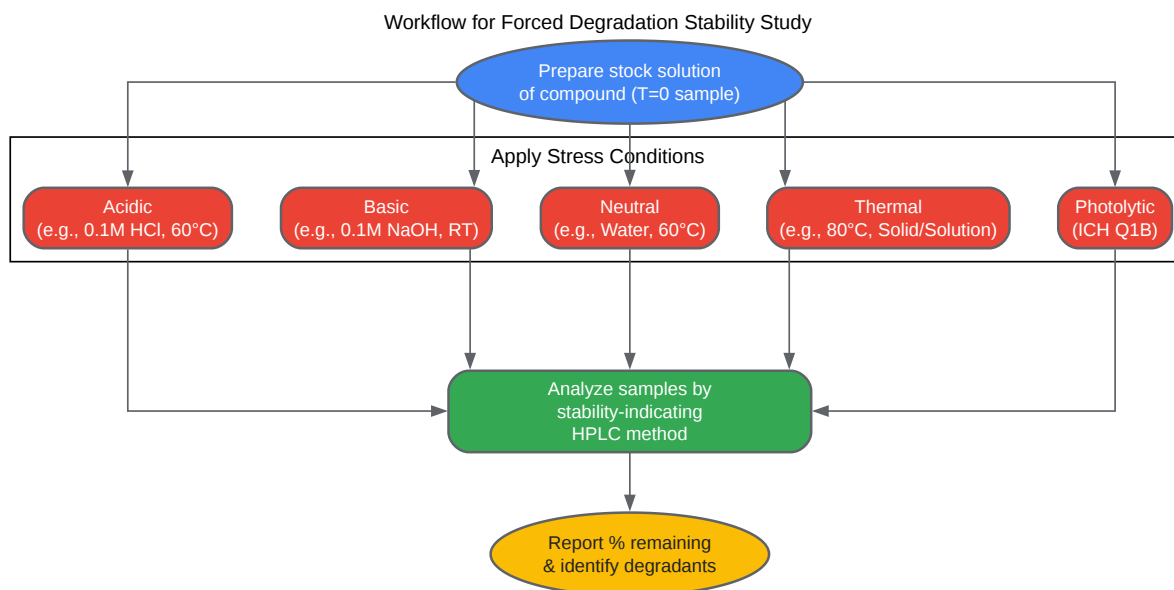 Workflow for Forced Degradation Stability Study
Prepare stock solution
of compound (T=0 sample)
Apply Stress Conditions
Acidic
(e.g., 0.1M HCl, 60°C)
Basic
(e.g., 0.1M NaOH, RT)
Neutral
(e.g., Water, 60°C)
Thermal
(e.g., 80°C, Solid/Solution)
Photolytic
(ICH Q1B)
Analyze samples by
stability-indicating
HPLC method
Report % remaining
& identify degradants